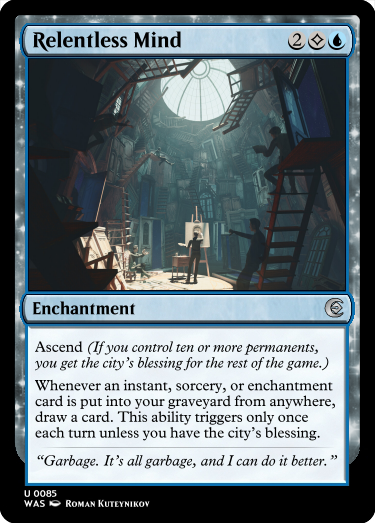 Relentless Mind 2 U
Enchantment
Ascend (If you control ten or more permanents,
you get the city's blessing for the rest of the game.)
Whenever an instant, sorcery, or enchantment
card is put into your graveyard from anywhere,
draw a card. This ability triggers only once
each turn unless you have the city's blessing.
“Garbage. It's all garbage, and I can do it better.”
U 0085
WAS Roman Kuteynikov